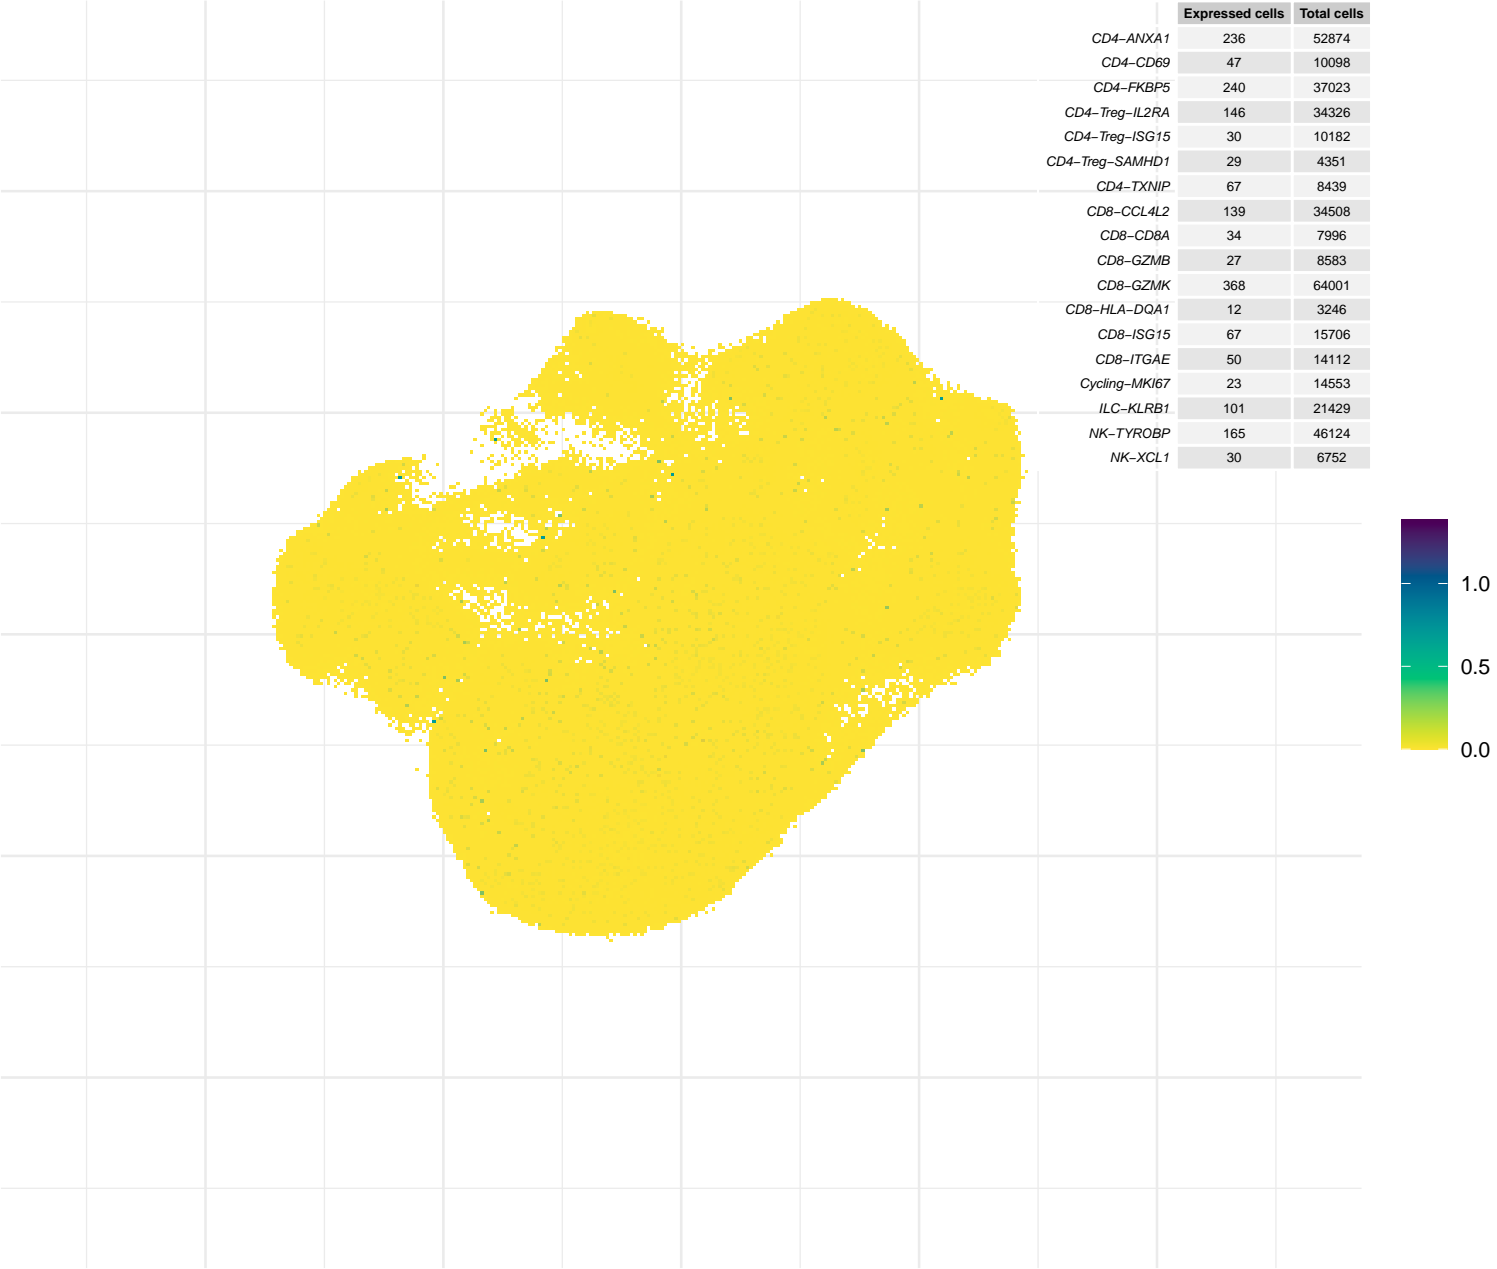 Expressed cells Total cells
CD4−ANXA1 236 52874
CD4−CD69 47 10098
CD4−FKBP5 240 37023
CD4−Treg−IL2RA 146 34326
CD4−Treg−ISG15 30 10182
CD4−Treg−SAMHD1 29 4351
CD4−TXNIP 67 8439
CD8−CCL4L2 139 34508
CD8−CD8A 34 7996
CD8−GZMB 27 8583
CD8−GZMK 368 64001
CD8−HLA−DQA1 12 3246
CD8−ISG15 67 15706
CD8−ITGAE 50 14112
Cycling−MKI67 23 14553
ILC−KLRB1 101 21429
NK−TYROBP 165 46124
NK−XCL1 30 6752
1.0
0.5
0.0